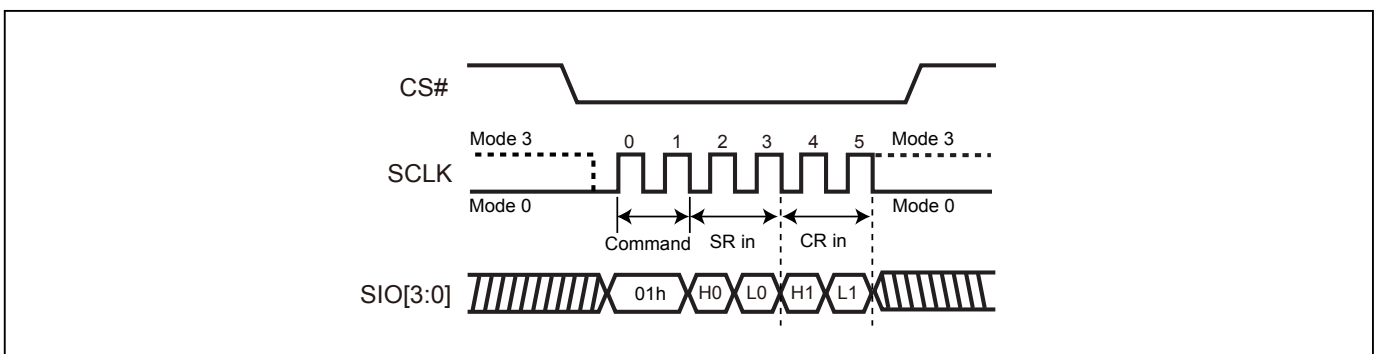 CS#
Mode 3 0 1 2 3 4 5 Mode 3
SCLK
Mode 0 Mode 0
Command SR in CR in
SIO[3:0] 01h H0 L0 H1 L1